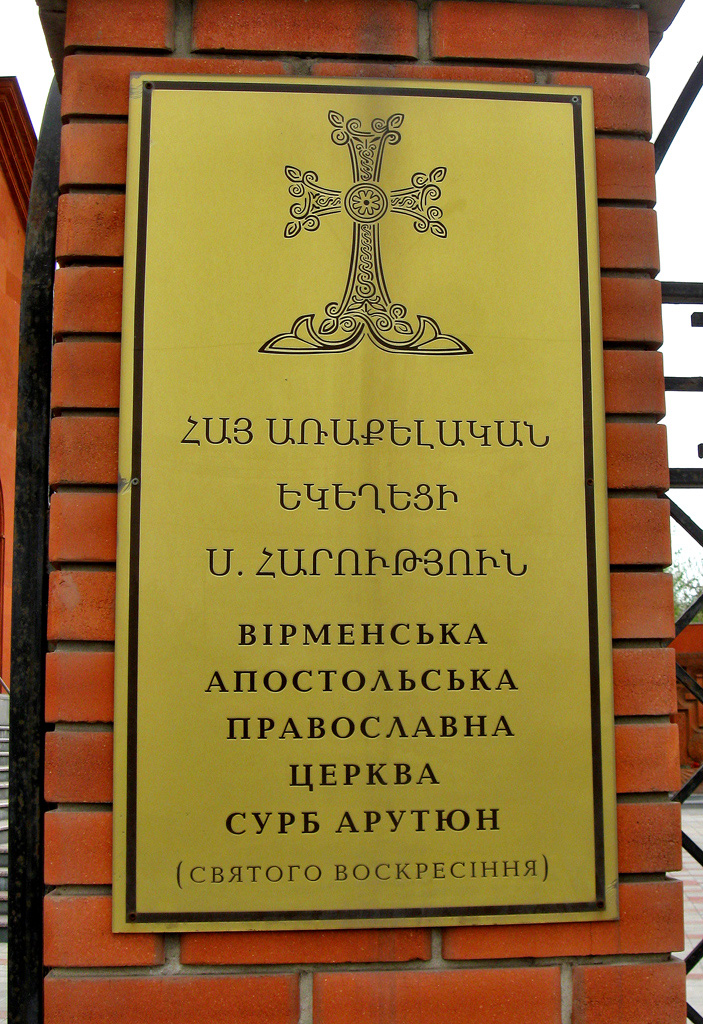 ՀԱՅ ԱՌԱՔԵԼԱԿԱՆ
ԵԿԵՂԵՑԻ
Ս. ՀԱՐՈՒԹՅՈՒՆ
ВІРМЕНСЬКА
АПОСТОЛЬСЬКА
ПРАВОСЛАВНА
ЦЕРКВА
СУРБ АРУТЮН
(СВЯТОГО ВОСКРЕСІННЯ)